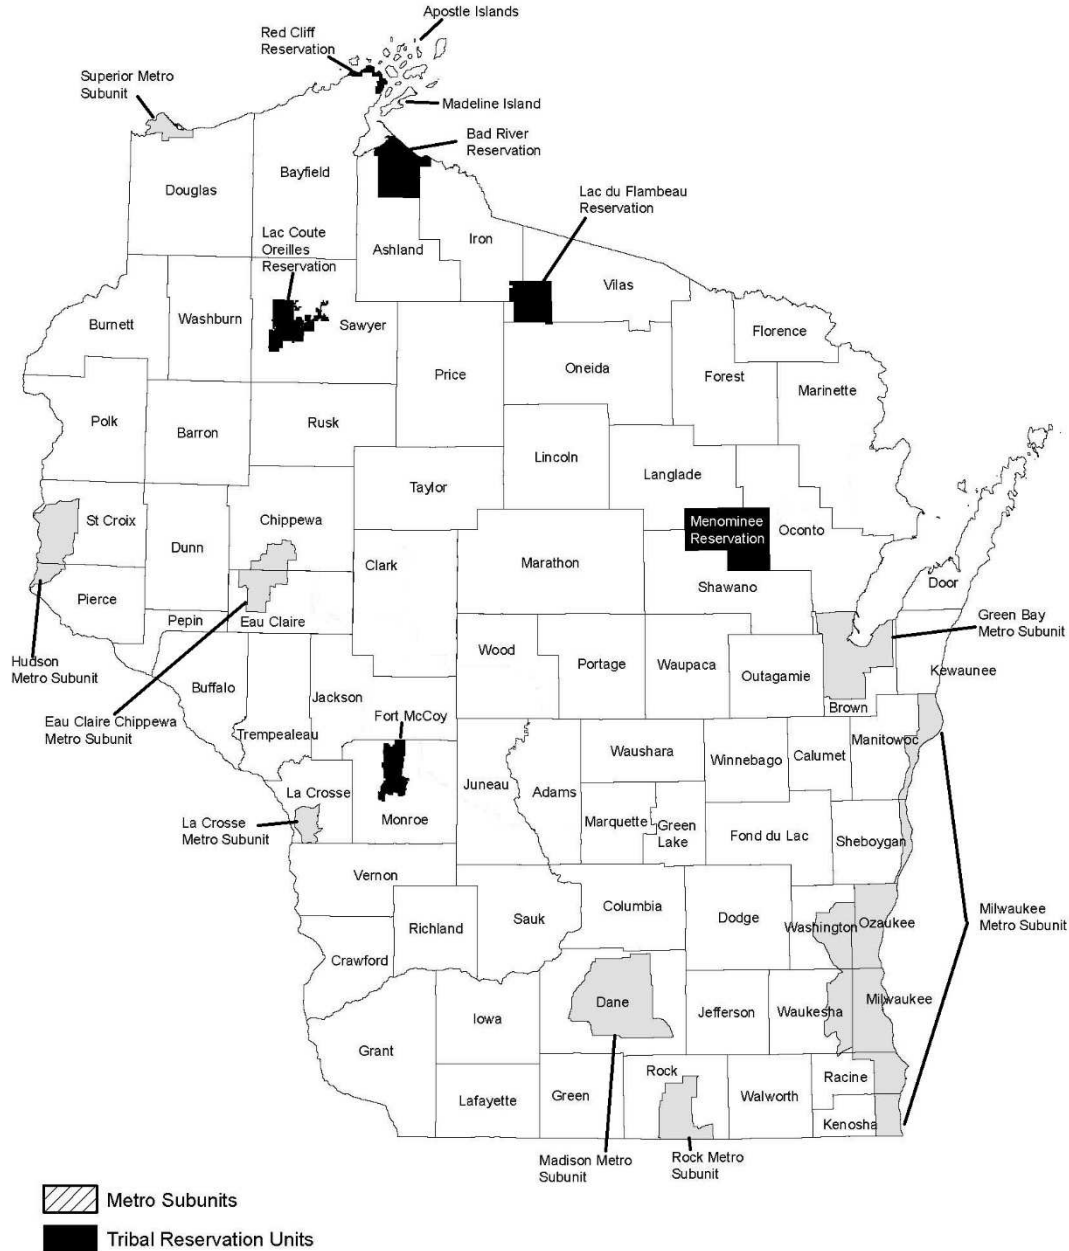 Apostle Islands
Red Cliff
Reservation
Superior Metro
Subunit
Madeline Island
Bad River
Reservation
Bayfield
Douglas
Lac du Flambeau
Reservation
Lac Coute
Oreilles
Reservation
Ashland
Iron
Vilas
Burnett
Washburn
Sawyer
Florence
Price
Oneida
Forest
Marinette
Polk
Barron
Rusk
Lincoln
Langlade
Taylor
St Croix
Chippewa
Menominee
Reservation
Oconto
Dunn
Clark
Marathon
Shawano
Door
Pierce
Pepin
Eau Claire
Green Bay
Metro Subunit
Hudson
Metro Subunit
Wood
Portage
Waupaca
Outagamie
Kewaunee
Buffalo
Jackson
Brown
Eau Claire Chippewa
Metro Subunit
Fort McCoy
Trempealeau
Manitowoc
Waushara
Winnebago
Calumet
La Crosse
Juneau
Adams
La Crosse
Metro Subunit
Monroe
Marquette
Green
Lake
Fond du Lac
Sheboygan
Vernon
Columbia
Dodge
Washington
Ozaukee
Milwaukee
Metro Subunit
Richland
Sauk
Crawford
Dane
Jefferson
Waukesha
Milwaukee
Iowa
Grant
Rock
Racine
Lafayette
Green
Walworth
Kenosha
Madison Metro
Subunit
Rock Metro
Subunit
Metro Subunits
Tribal Reservation Units